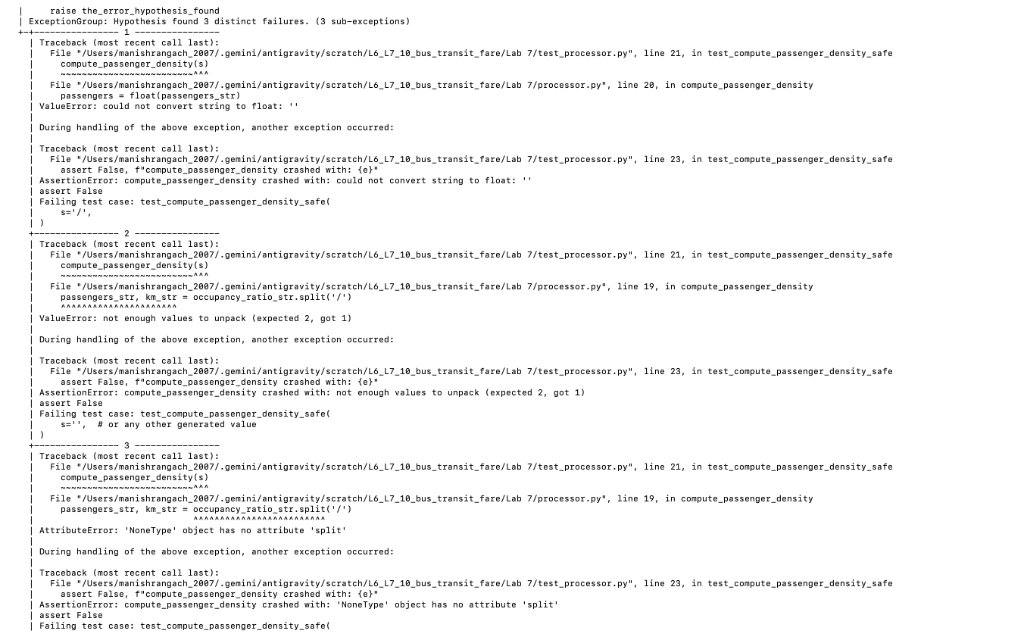 |     raise the_error_hypothesis_found
| ExceptionGroup: Hypothesis found 3 distinct failures. (3 sub-exceptions)
+-+---------------- 1 ----------------
  | Traceback (most recent call last):
  |   File "/Users/manishrangach_2007/.gemini/antigravity/scratch/L6_L7_10_bus_transit_fare/Lab 7/test_processor.py", line 21, in test_compute_passenger_density_safe
  |     compute_passenger_density(s)
  |     ~~~~~~~~~~~~~~~~~~~~~~~~~^^^
  |   File "/Users/manishrangach_2007/.gemini/antigravity/scratch/L6_L7_10_bus_transit_fare/Lab 7/processor.py", line 20, in compute_passenger_density
  |     passengers = float(passengers_str)
  | ValueError: could not convert string to float: ''
  |
  | During handling of the above exception, another exception occurred:
  |
  | Traceback (most recent call last):
  |   File "/Users/manishrangach_2007/.gemini/antigravity/scratch/L6_L7_10_bus_transit_fare/Lab 7/test_processor.py", line 23, in test_compute_passenger_density_safe
  |     assert False, f"compute_passenger_density crashed with: {e}"
  | AssertionError: compute_passenger_density crashed with: could not convert string to float: ''
  | assert False
  | Failing test case: test_compute_passenger_density_safe(
  |     s='/',
  | )
  +---------------- 2 ----------------
  | Traceback (most recent call last):
  |   File "/Users/manishrangach_2007/.gemini/antigravity/scratch/L6_L7_10_bus_transit_fare/Lab 7/test_processor.py", line 21, in test_compute_passenger_density_safe
  |     compute_passenger_density(s)
  |     ~~~~~~~~~~~~~~~~~~~~~~~~~^^^
  |   File "/Users/manishrangach_2007/.gemini/antigravity/scratch/L6_L7_10_bus_transit_fare/Lab 7/processor.py", line 19, in compute_passenger_density
  |     passengers_str, km_str = occupancy_ratio_str.split('/')
  |     ^^^^^^^^^^^^^^^^^^^^^^
  | ValueError: not enough values to unpack (expected 2, got 1)
  |
  | During handling of the above exception, another exception occurred:
  |
  | Traceback (most recent call last):
  |   File "/Users/manishrangach_2007/.gemini/antigravity/scratch/L6_L7_10_bus_transit_fare/Lab 7/test_processor.py", line 23, in test_compute_passenger_density_safe
  |     assert False, f"compute_passenger_density crashed with: {e}"
  | AssertionError: compute_passenger_density crashed with: not enough values to unpack (expected 2, got 1)
  | assert False
  | Failing test case: test_compute_passenger_density_safe(
  |     s='',  # or any other generated value
  | )
  +---------------- 3 ----------------
  | Traceback (most recent call last):
  |   File "/Users/manishrangach_2007/.gemini/antigravity/scratch/L6_L7_10_bus_transit_fare/Lab 7/test_processor.py", line 21, in test_compute_passenger_density_safe
  |     compute_passenger_density(s)
  |     ~~~~~~~~~~~~~~~~~~~~~~~~~^^^
  |   File "/Users/manishrangach_2007/.gemini/antigravity/scratch/L6_L7_10_bus_transit_fare/Lab 7/processor.py", line 19, in compute_passenger_density
  |     passengers_str, km_str = occupancy_ratio_str.split('/')
  |                              ^^^^^^^^^^^^^^^^^^^^^^^^^
  | AttributeError: 'NoneType' object has no attribute 'split'
  |
  | During handling of the above exception, another exception occurred:
  |
  | Traceback (most recent call last):
  |   File "/Users/manishrangach_2007/.gemini/antigravity/scratch/L6_L7_10_bus_transit_fare/Lab 7/test_processor.py", line 23, in test_compute_passenger_density_safe
  |     assert False, f"compute_passenger_density crashed with: {e}"
  | AssertionError: compute_passenger_density crashed with: 'NoneType' object has no attribute 'split'
  | assert False
  | Failing test case: test_compute_passenger_density_safe(